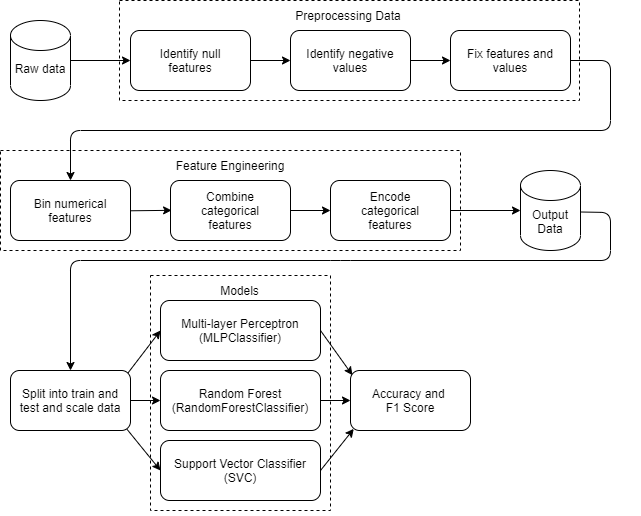 Preprocessing Data
Raw data
Identify null
features
Identify negative
values
Fix features and
values
Feature Engineering
Bin numerical
features
Combine
categorical
features
Encode
categorical
features
Output
Data
Models
Split into train and
test and scale data
Multi-layer Perceptron
(MLPClassifier)
Random Forest
(RandomForestClassifier)
Support Vector Classifier
(SVC)
Accuracy and
F1 Score